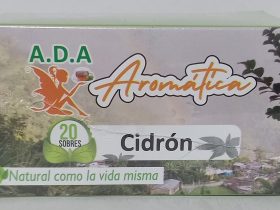 A.D.A
Aromática
20
SOBRES
Cidrón
Natural como la vida misma